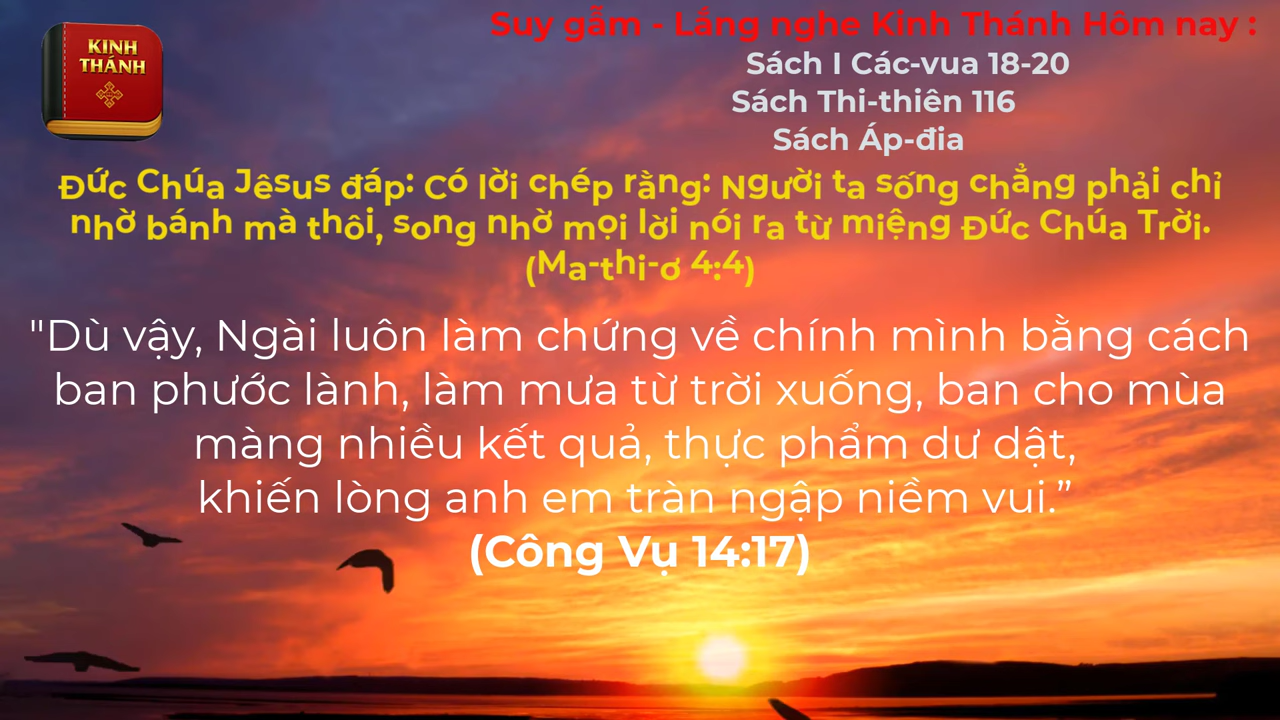 KINH
THÁNH
Suy gẫm - Lắng nghe Kinh Thánh Hôm nay :
Sách I Các-vua 18-20
Sách Thi-thiên 116
Sách Áp-đia
Đức Chúa Jêsus đáp: Có lời chép rằng: Người ta sống chẳng phải chỉ
nhờ bánh mà thôi, song nhờ mọi lời nói ra từ miệng Đức Chúa Trời.
(Ma-thi-ơ 4:4)
"Dù vậy, Ngài luôn làm chứng về chính mình bằng cách
ban phước lành, làm mưa từ trời xuống, ban cho mùa
màng nhiều kết quả, thực phẩm dư dật,
khiến lòng anh em tràn ngập niềm vui.”
(Công Vụ 14:17)